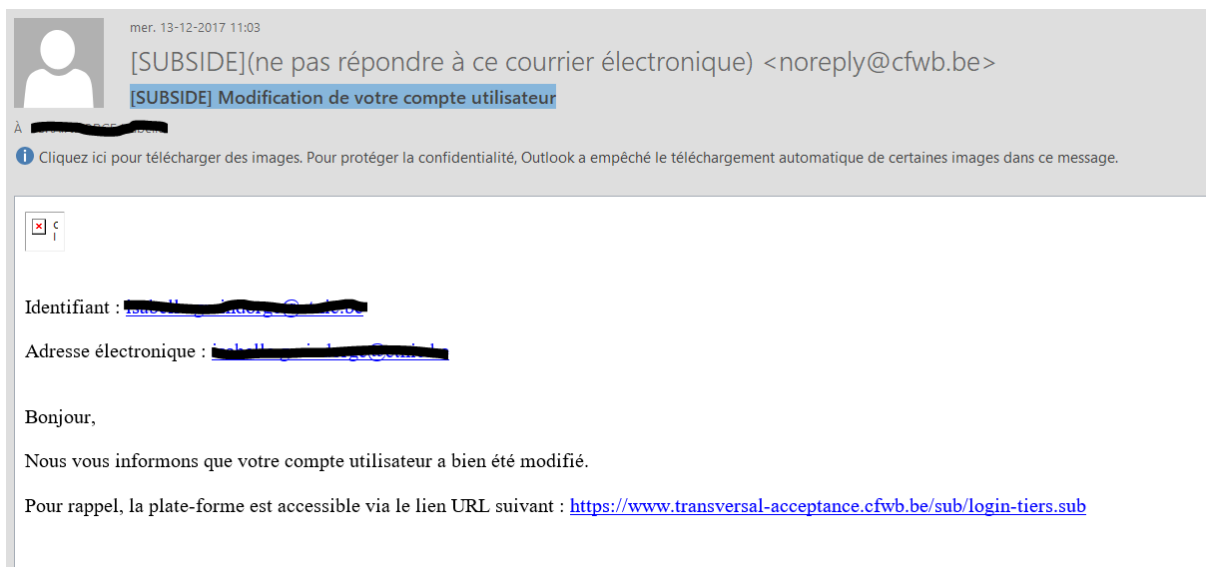 mer. 13-12-2017 11:03
[SUBSIDE](ne pas répondre à ce courrier électronique) <noreply@cfwb.be>
[SUBSIDE] Modification de votre compte utilisateur
À
Cliquez ici pour télécharger des images. Pour protéger la confidentialité, Outlook a empêché le téléchargement automatique de certaines images dans ce message.
Identifiant :
Adresse électronique :
Bonjour,
Nous vous informons que votre compte utilisateur a bien été modifié.
Pour rappel, la plate-forme est accessible via le lien URL suivant : https://www.transversal-acceptance.cfwb.be/sub/login-tiers.sub